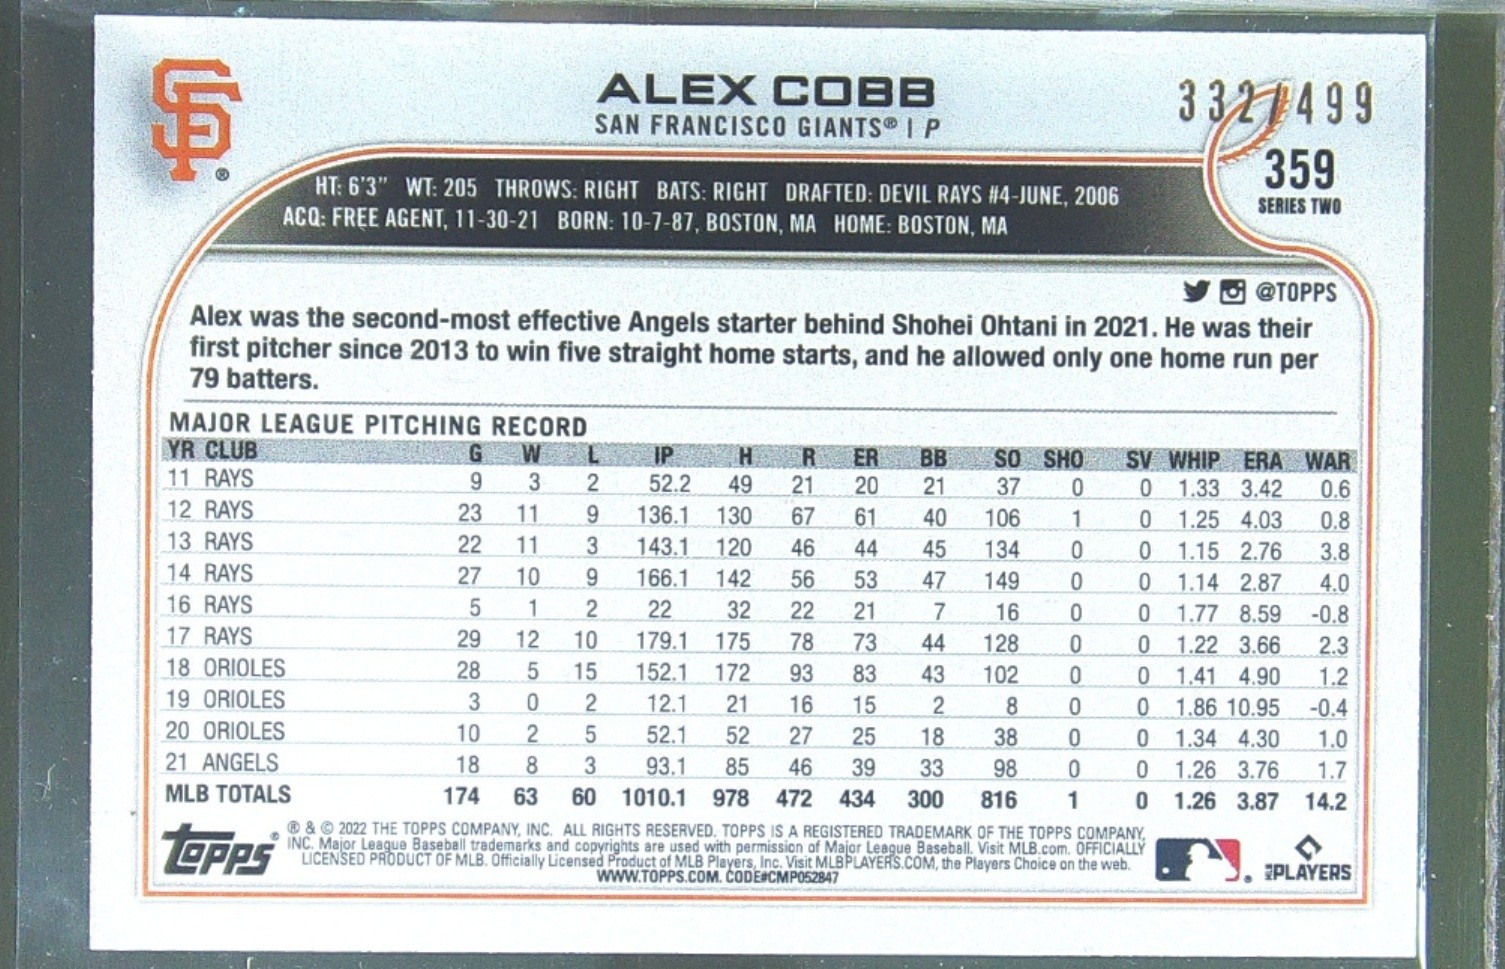 SF®
ALEX COBB
SAN FRANCISCO GIANTS® | P
332/499
359
SERIES TWO
HT: 6'3" WT: 205 THROWS: RIGHT BATS: RIGHT DRAFTED: DEVIL RAYS #4-JUNE, 2006
ACQ: FREE AGENT, 11-30-21 BORN: 10-7-87, BOSTON, MA HOME: BOSTON, MA
@TOPPS
Alex was the second-most effective Angels starter behind Shohei Ohtani in 2021. He was their
first pitcher since 2013 to win five straight home starts, and he allowed only one home run per
79 batters.
MAJOR LEAGUE PITCHING RECORD
YR CLUB G W L IP H R ER BB SO SHO SV WHIP ERA WAR
11 RAYS 9 3 2 52.2 49 21 20 21 37 0 0 1.33 3.42 0.6
12 RAYS 23 11 9 136.1 130 67 61 40 106 1 0 1.25 4.03 0.8
13 RAYS 22 11 3 143.1 120 46 44 45 134 0 0 1.15 2.76 3.8
14 RAYS 27 10 9 166.1 142 56 53 47 149 0 0 1.14 2.87 4.0
16 RAYS 5 1 2 22 32 22 21 7 16 0 0 1.77 8.59 -0.8
17 RAYS 29 12 10 179.1 175 78 73 44 128 0 0 1.22 3.66 2.3
18 ORIOLES 28 5 15 152.1 172 93 83 43 102 0 0 1.41 4.90 1.2
19 ORIOLES 3 0 2 12.1 21 16 15 2 8 0 0 1.86 10.95 -0.4
20 ORIOLES 10 2 5 52.1 52 27 25 18 38 0 0 1.34 4.30 1.0
21 ANGELS 18 8 3 93.1 85 46 39 33 98 0 0 1.26 3.76 1.7
MLB TOTALS 174 63 60 1010.1 978 472 434 300 816 1 0 1.26 3.87 14.2
Topps®
® & © 2022 THE TOPPS COMPANY, INC. ALL RIGHTS RESERVED. TOPPS IS A REGISTERED TRADEMARK OF THE TOPPS COMPANY,
INC. Major League Baseball trademarks and copyrights are used with permission of Major League Baseball. Visit MLB.com. OFFICIALLY
LICENSED PRODUCT OF MLB. Officially Licensed Product of MLB Players, Inc. Visit MLBPLAYERS.COM, the Players Choice on the web.
WWW.TOPPS.COM. CODE#CMP052847
MLB PLAYERS